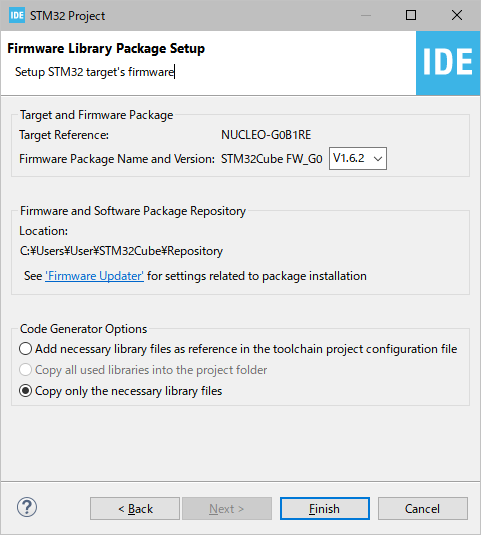 IDE STM32 Project
Firmware Library Package Setup
Setup STM32 target's firmware
IDE
Target and Firmware Package
Target Reference: NUCLEO-G0B1RE
Firmware Package Name and Version: STM32Cube FW_G0 V1.6.2
Firmware and Software Package Repository
Location:
C:¥Users¥User¥STM32Cube¥Repository
See 'Firmware Updater' for settings related to package installation
Code Generator Options
Add necessary library files as reference in the toolchain project configuration file
Copy all used libraries into the project folder
Copy only the necessary library files
? < Back Next > Finish Cancel